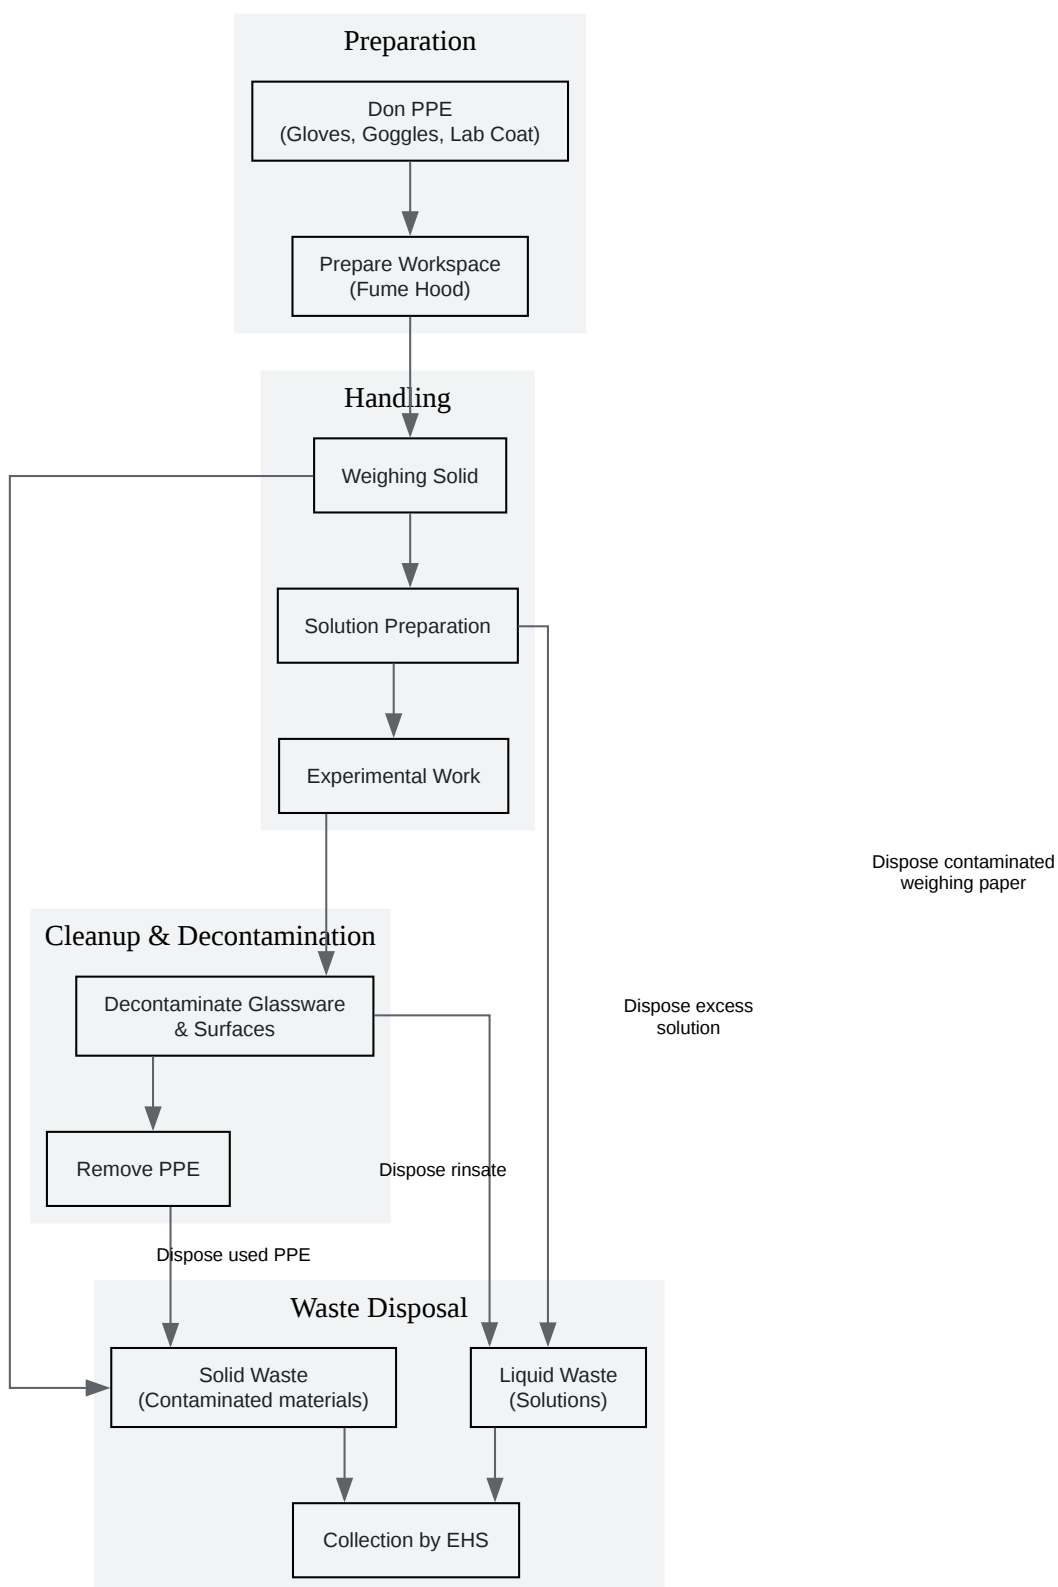 Preparation
Don PPE
(Gloves, Goggles, Lab Coat)
Prepare Workspace
(Fume Hood)
Handling
Weighing Solid
Solution Preparation
Experimental Work
Dispose contaminated
weighing paper
Cleanup & Decontamination
Decontaminate Glassware
& Surfaces
Dispose excess
solution
Remove PPE
Dispose rinsate
Dispose used PPE
Waste Disposal
Solid Waste
(Contaminated materials)
Liquid Waste
(Solutions)
Collection by EHS